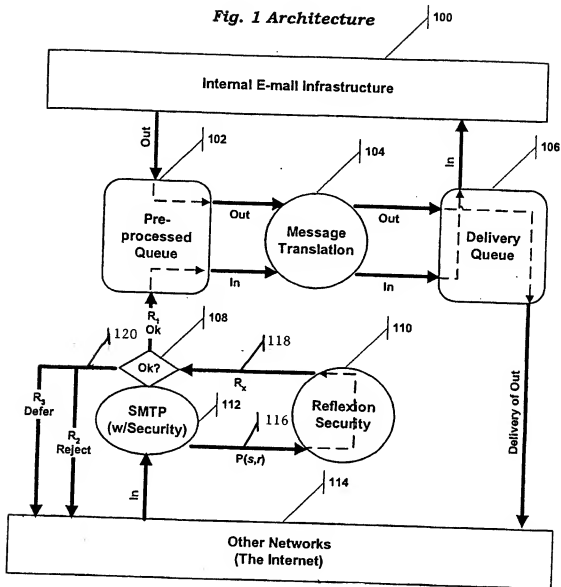 Fig. 1 Architecture
100
Internal E-mail Infrastructure
Out
102
104
In
106
Pre-
processed
Queue
Out
In
Message
Translation
Out
In
Delivery
Queue
R1
Ok
120
108
118
110
Ok?
Rx
R3
Defer
R2
Reject
SMTP
(w/Security)
112
116
P(s,r)
Reflexion
Security
Delivery of Out
In
114
Other Networks
(The Internet)